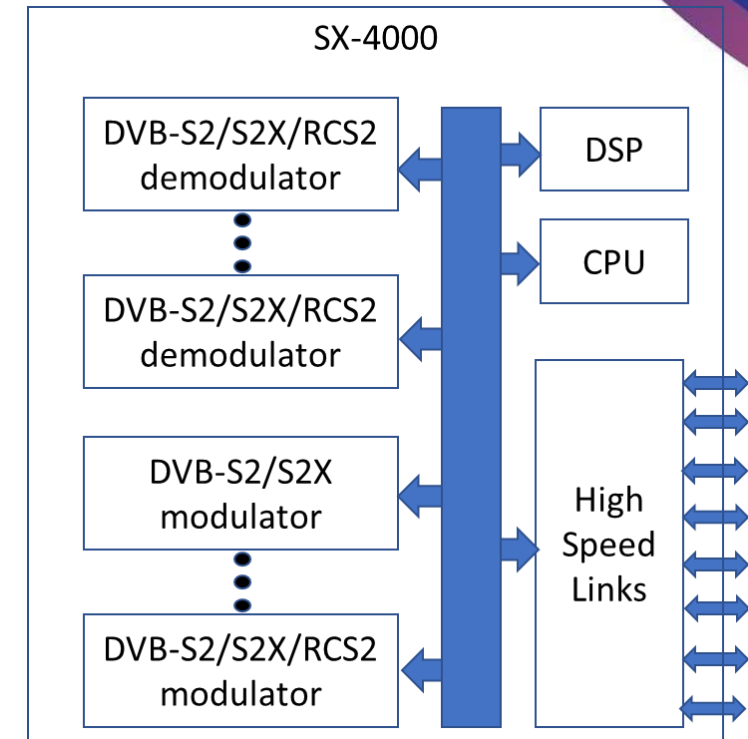 SX-4000
DVB-S2/S2X/RCS2
demodulator
DSP
CPU
DVB-S2/S2X/RCS2
demodulator
DVB-S2/S2X
modulator
High
Speed
Links
DVB-S2/S2X/RCS2
modulator